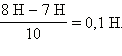 (8 Н − 7 Н)/10 = 0,1 Н.